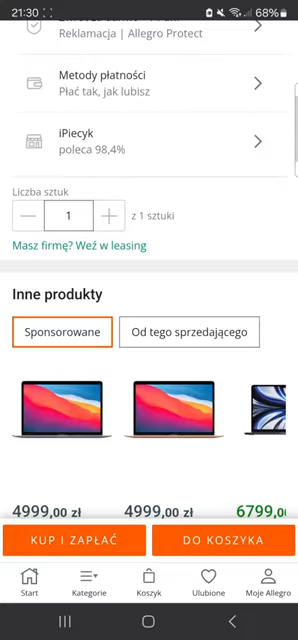 21:30
68%
Reklamacja | Allegro Protect
Metody płatności
Płać tak, jak lubisz
iPiecyk
poleca 98,4%
Liczba sztuk
1
z 1 sztuki
Masz firmę? Weź w leasing
Inne produkty
Sponsorowane
Od tego sprzedającego
4999,00 zł
4999,00 zł
6799,0
KUP I ZAPŁAĆ
DO KOSZYKA
Start
Kategorie
Koszyk
Ulubione
Moje Allegro